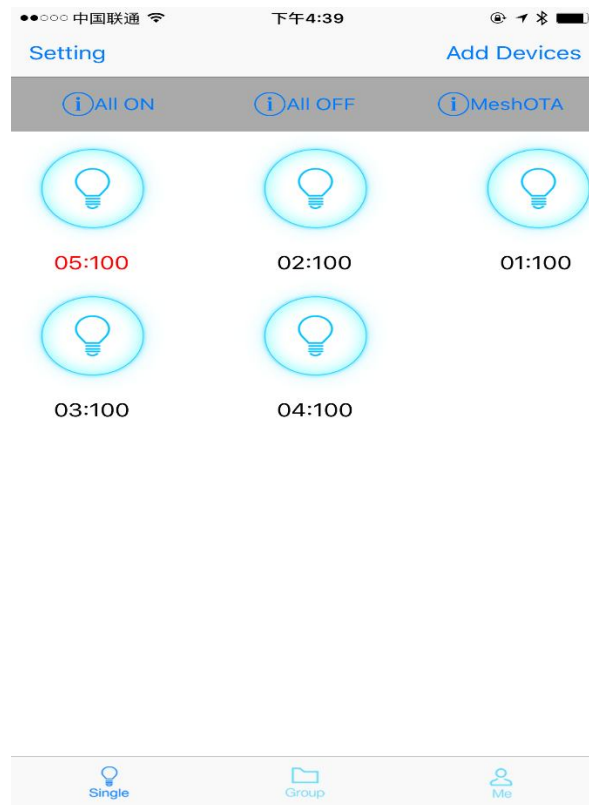 中国联通 下午4:39
Setting Add Devices
All ON All OFF MeshOTA
05:100 02:100 01:100
03:100 04:100
Single Group Me